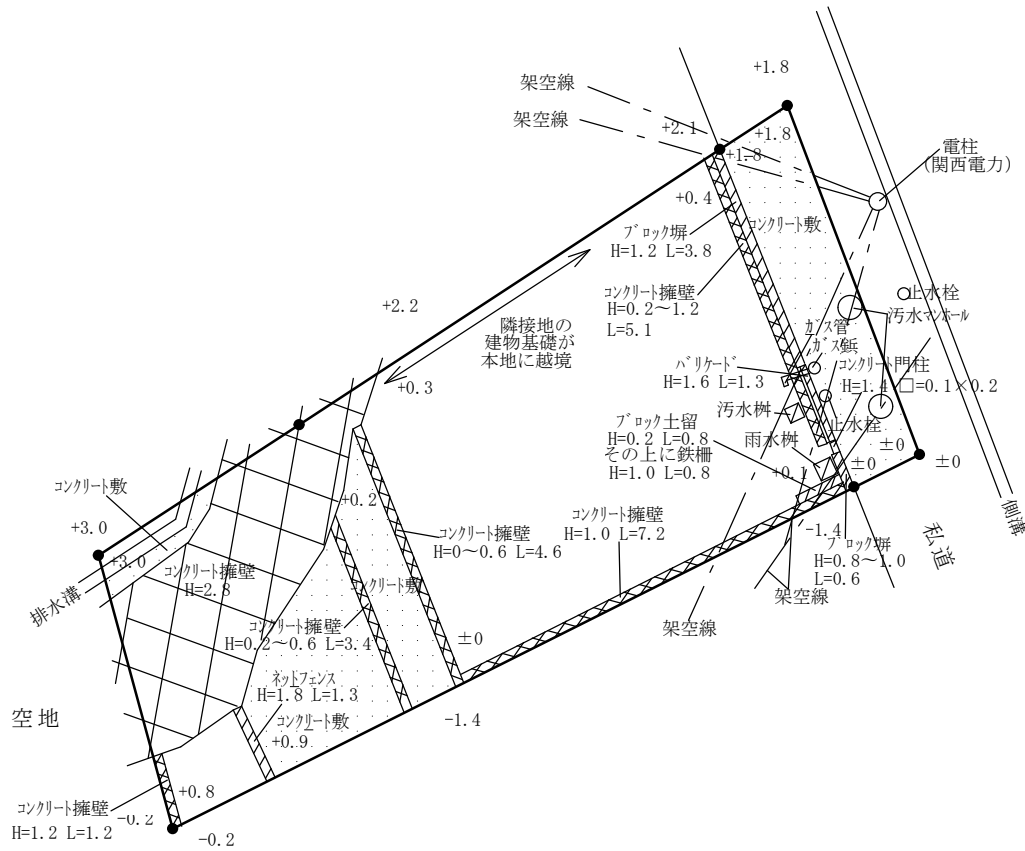 +1.8
架空線
架空線
+2.1
+1.8
+1.8
電柱
(関西電力)
+0.4
ブロック塀
H=1.2 L=3.8
コンクリート敷
コンクリート擁壁
H=0.2～1.2
L=5.1
止水栓
汚水マンホール
+2.2
隣接地の
建物基礎が
本地に越境
ガス管
ガス鋲
コンクリート門柱
H=1.4 □=0.1×0.2
バリケード
H=1.6 L=1.3
+0.3
汚水桝
止水栓
ブロック土留
H=0.2 L=0.8
その上に鉄柵
H=1.0 L=0.8
雨水桝
±0
±0
±0
+0.1
コンクリート敷
+0.2
側溝
+3.0
+3.0
コンクリート擁壁
H=0～0.6 L=4.6
コンクリート擁壁
H=1.0 L=7.2
-1.4
ブロック塀
H=0.8～1.0
L=0.6
私道
コンクリート擁壁
H=2.8
コンクリート敷
排水溝
架空線
架空線
コンクリート擁壁
H=0.2～0.6 L=3.4
±0
ネットフェンス
H=1.8 L=1.3
空地
コンクリート敷
+0.9
-1.4
+0.8
コンクリート擁壁
H=1.2 L=1.2
-0.2
-0.2